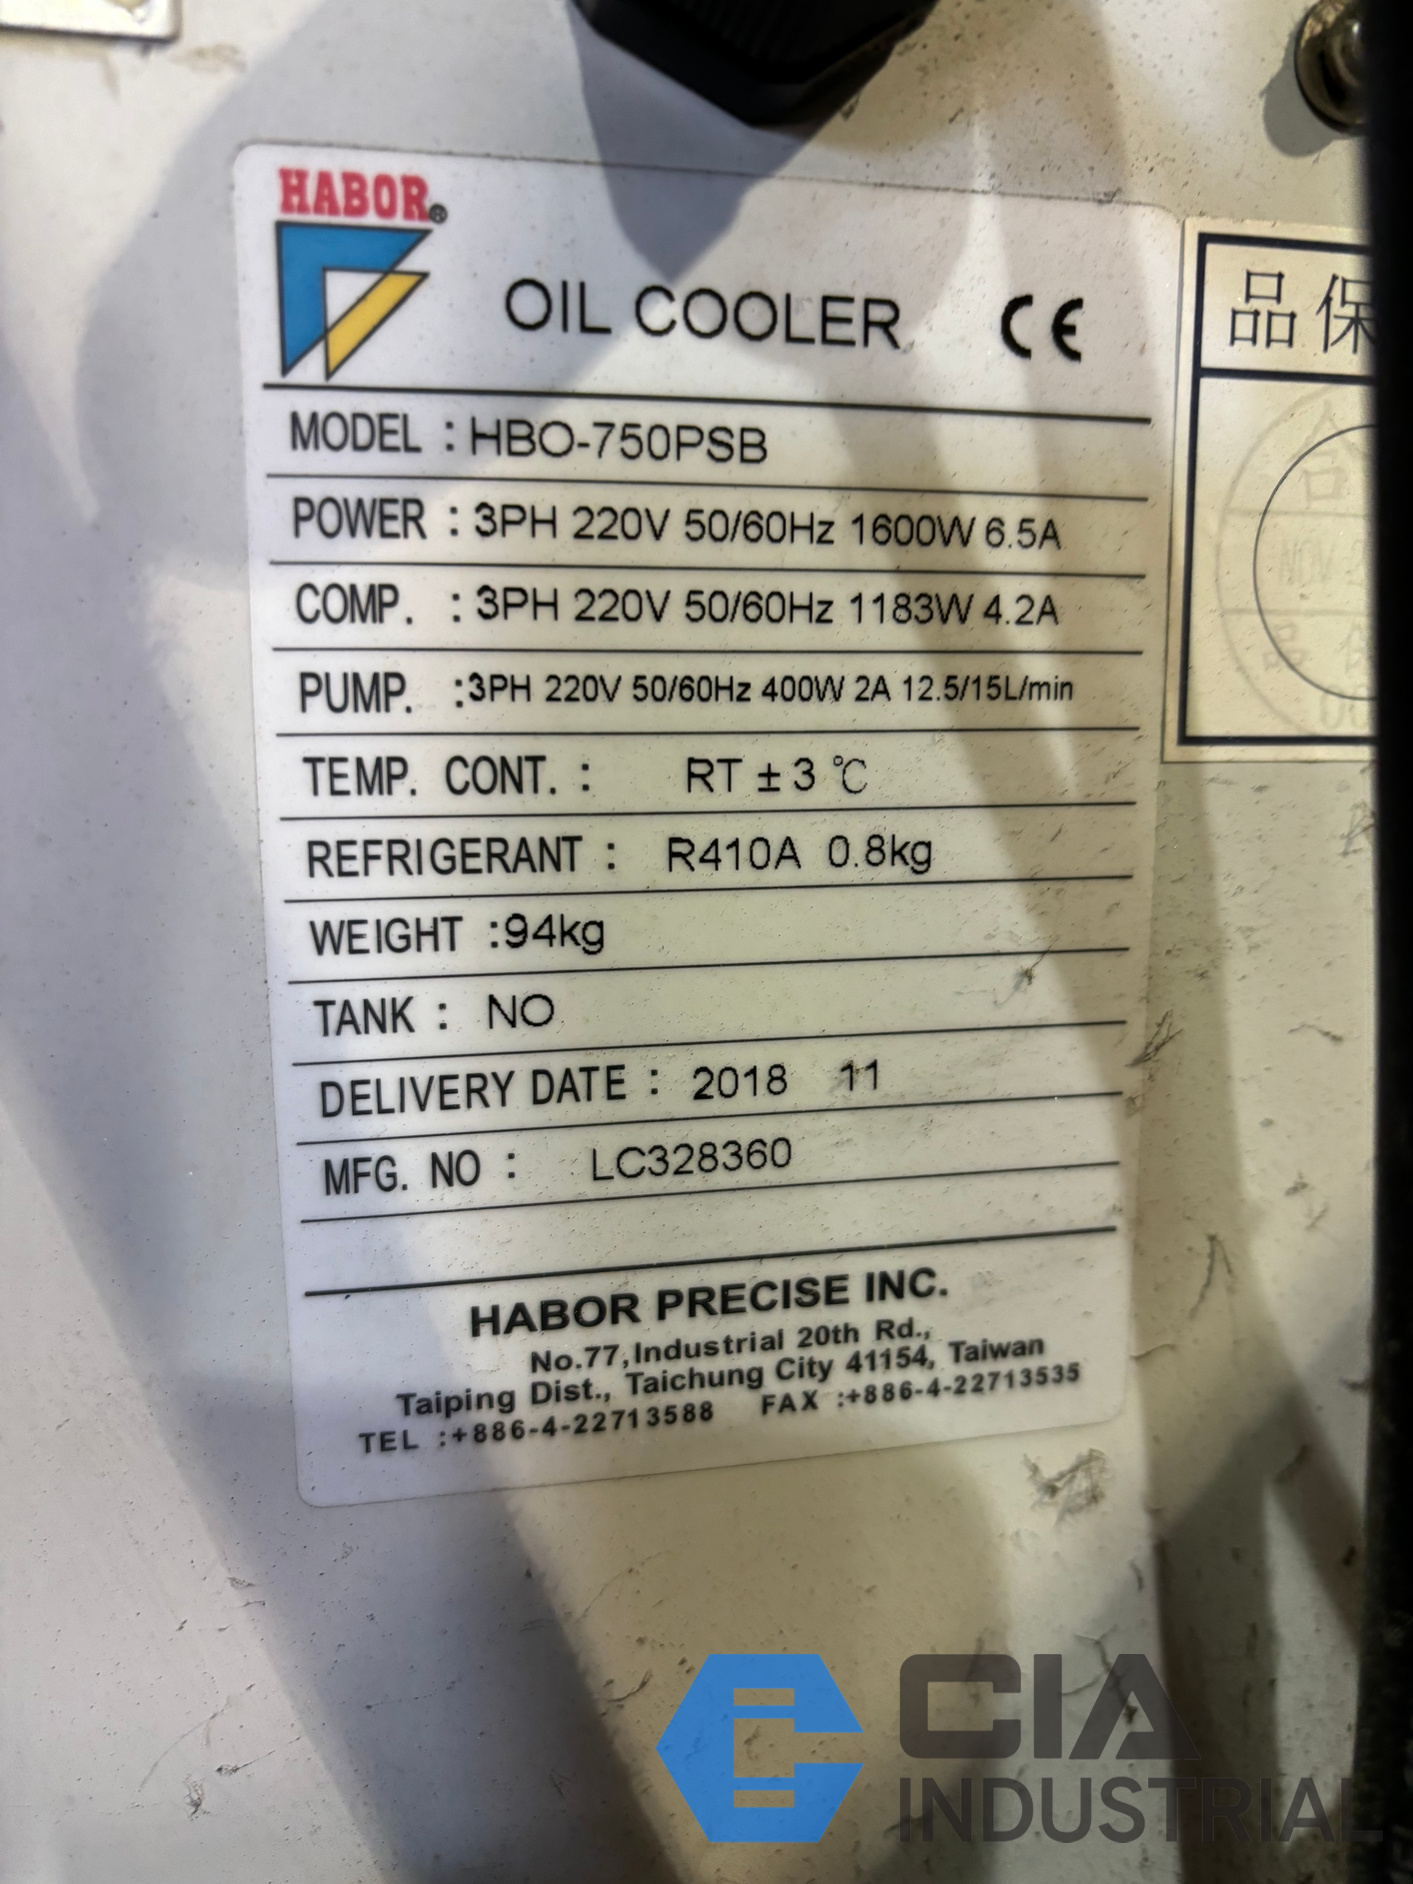 HABOR®
OIL COOLER CE
MODEL : HBO-750PSB
POWER : 3PH 220V 50/60Hz 1600W 6.5A
COMP. : 3PH 220V 50/60Hz 1183W 4.2A
PUMP. :3PH 220V 50/60Hz 400W 2A 12.5/15L/min
TEMP. CONT. : RT ± 3 ℃
REFRIGERANT : R410A 0.8kg
WEIGHT :94kg
TANK : NO
DELIVERY DATE : 2018 11
MFG. NO : LC328360
HABOR PRECISE INC.
No.77,Industrial 20th Rd.,
Taiping Dist., Taichung City 41154, Taiwan
TEL :+886-4-22713588 FAX :+886-4-22713535
品保
CIA
INDUSTRIAL